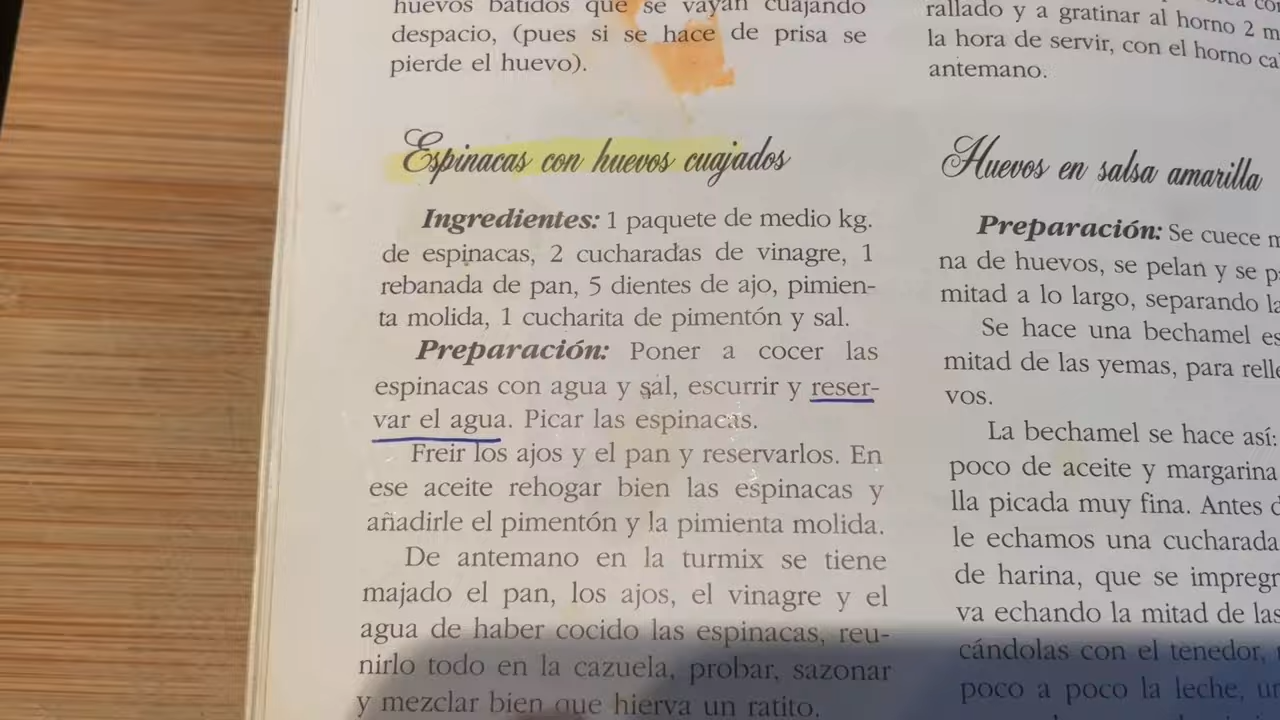 huevos batidos que se vayan cuajando
despacio, (pues si se hace de prisa se
pierde el huevo).
Espinacas con huevos cuajados
Ingredientes: 1 paquete de medio kg.
de espinacas, 2 cucharadas de vinagre, 1
rebanada de pan, 5 dientes de ajo, pimien-
ta molida, 1 cucharita de pimentón y sal.
Preparación: Poner a cocer las
espinacas con agua y sal, escurrir y reser-
var el agua. Picar las espinacas.
Freir los ajos y el pan y reservarlos. En
ese aceite rehogar bien las espinacas y
añadirle el pimentón y la pimienta molida.
De antemano en la turmix se tiene
majado el pan, los ajos, el vinagre y el
agua de haber cocido las espinacas, reu-
nirlo todo en la cazuela, probar, sazonar
y mezclar bien que hierva un ratito.
rallado y a gratinar al horno 2
la hora de servir, con el horno
antemano.
Huevos en salsa amarilla
Preparación: Se cuece
na de huevos, se pelan y se
mitad a lo largo, separando
Se hace una bechamel
mitad de las yemas, para
vos.
La bechamel se hace así:
poco de aceite y margarina
lla picada muy fina. Antes
le echamos una cucharada
de harina, que se
va echando la mitad de las
cándolas con el tenedor,
poco a poco la leche,